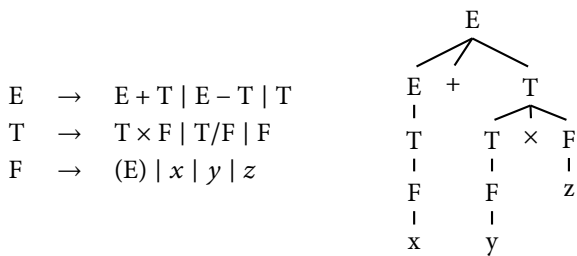 E → E + T | E − T | T
T → T × F | T/F | F
F → (E) | x | y | z
E
E + T
T T × F
F F z
x y